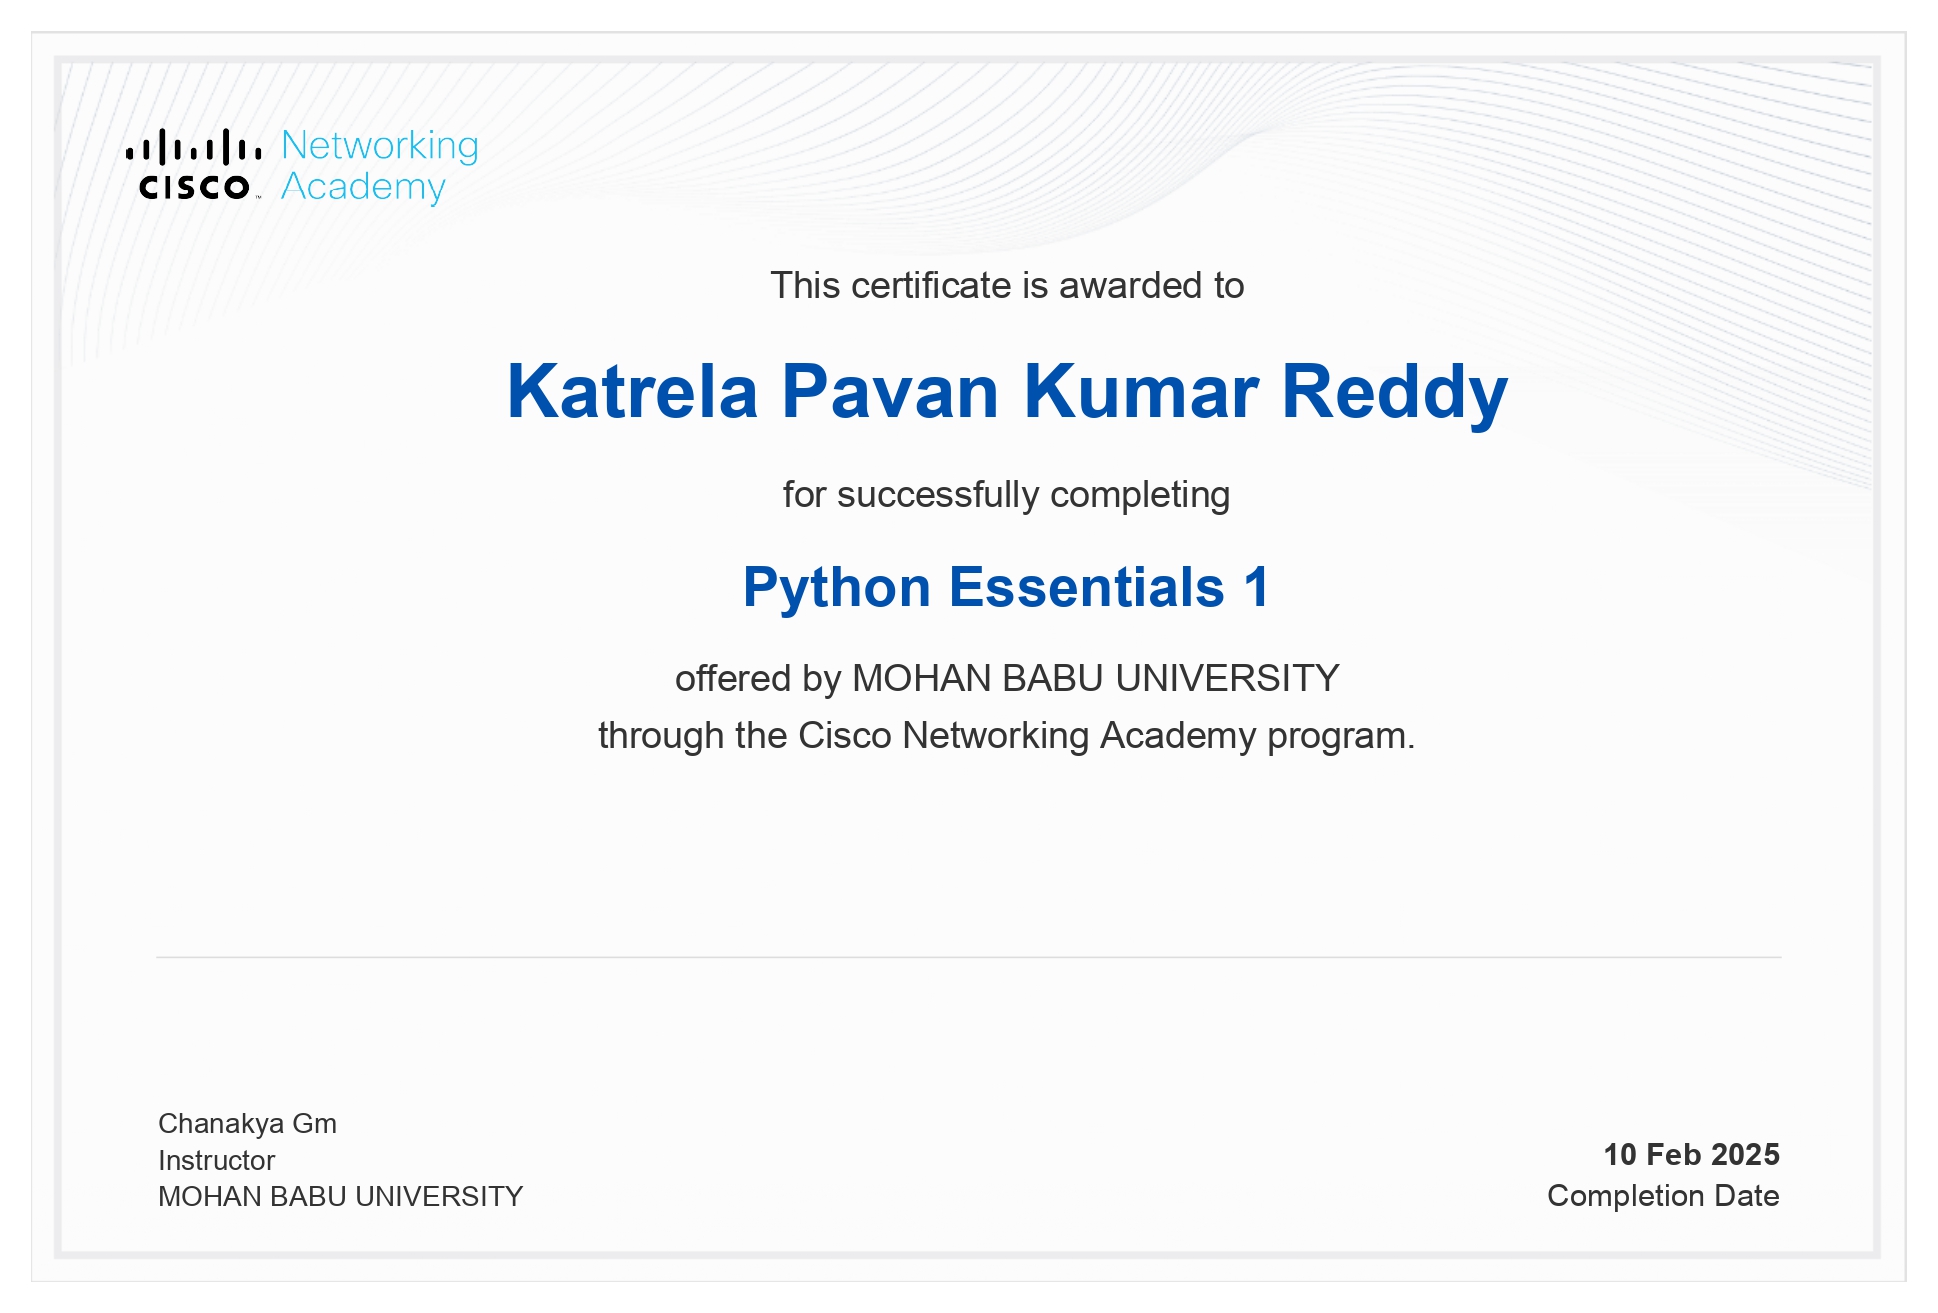 CISCO
Networking
Academy
This certificate is awarded to
Katrela Pavan Kumar Reddy
for successfully completing
Python Essentials 1
offered by MOHAN BABU UNIVERSITY
through the Cisco Networking Academy program.
Chanakya Gm
Instructor
MOHAN BABU UNIVERSITY
10 Feb 2025
Completion Date